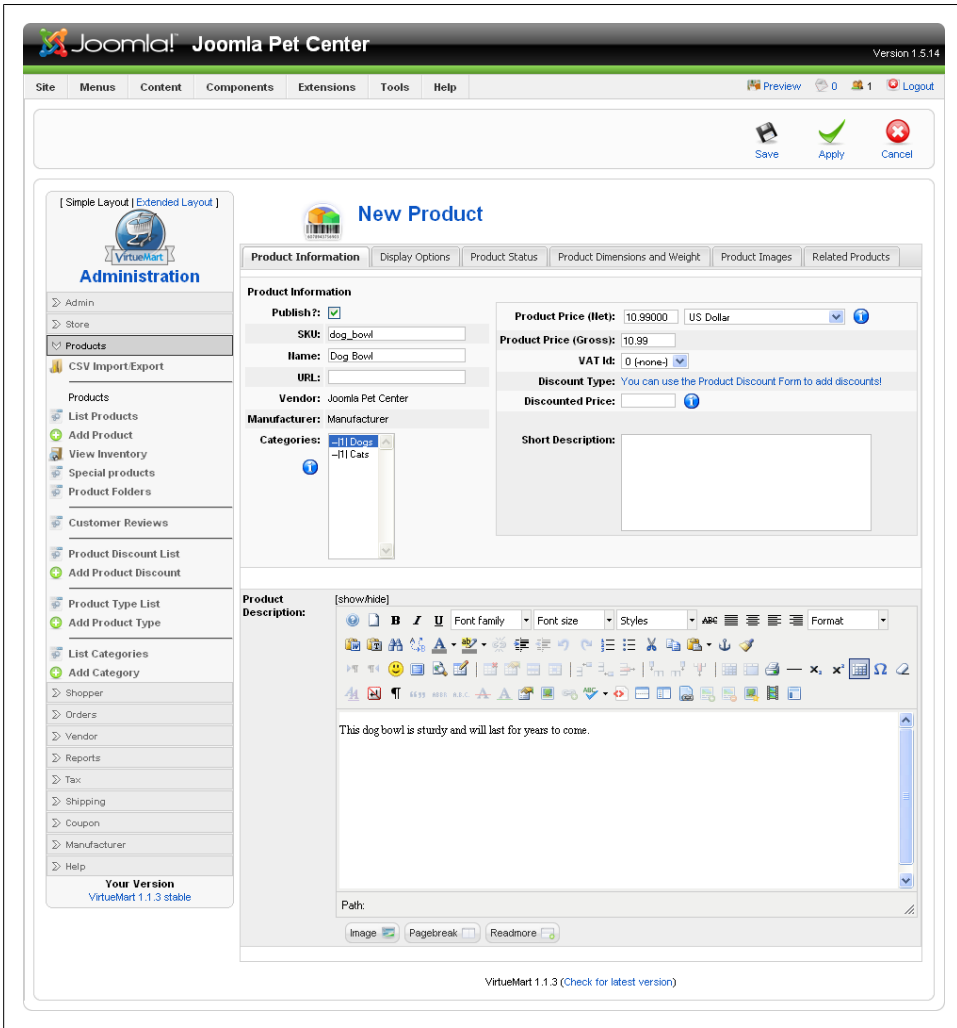 Joomla! Joomla Pet Center
Version 1.5.14
Site Menus Content Components Extensions Tools Help Preview 0 1 Logout
Save Apply Cancel
[ Simple Layout | Extended Layout ]
VirtueMart
Administration
Admin
Store
Products
CSV Import/Export
Products
List Products
Add Product
View Inventory
Special products
Product Folders
Customer Reviews
Product Discount List
Add Product Discount
Product Type List
Add Product Type
List Categories
Add Category
Shopper
Orders
Vendor
Reports
Tax
Shipping
Coupon
Manufacturer
Help
Your Version
VirtueMart 1.1.3 stable
New Product
Product Information Display Options Product Status Product Dimensions and Weight Product Images Related Products
Product Information
Publish?:
SKU: dog_bowl
Name: Dog Bowl
URL:
Vendor: Joomla Pet Center
Manufacturer: Manufacturer
Categories: --|1| Dogs
--|1| Cats
Product Price (Net): 10.99000 US Dollar
Product Price (Gross): 10.99
VAT Id: 0 (-none-)
Discount Type: You can use the Product Discount Form to add discounts!
Discounted Price:
Short Description:
Product
Description:
[show/hide]
B I U Font family Font size Styles ABC Format
This dog bowl is sturdy and will last for years to come.
Path:
Image Pagebreak Readmore
VirtueMart 1.1.3 (Check for latest version)